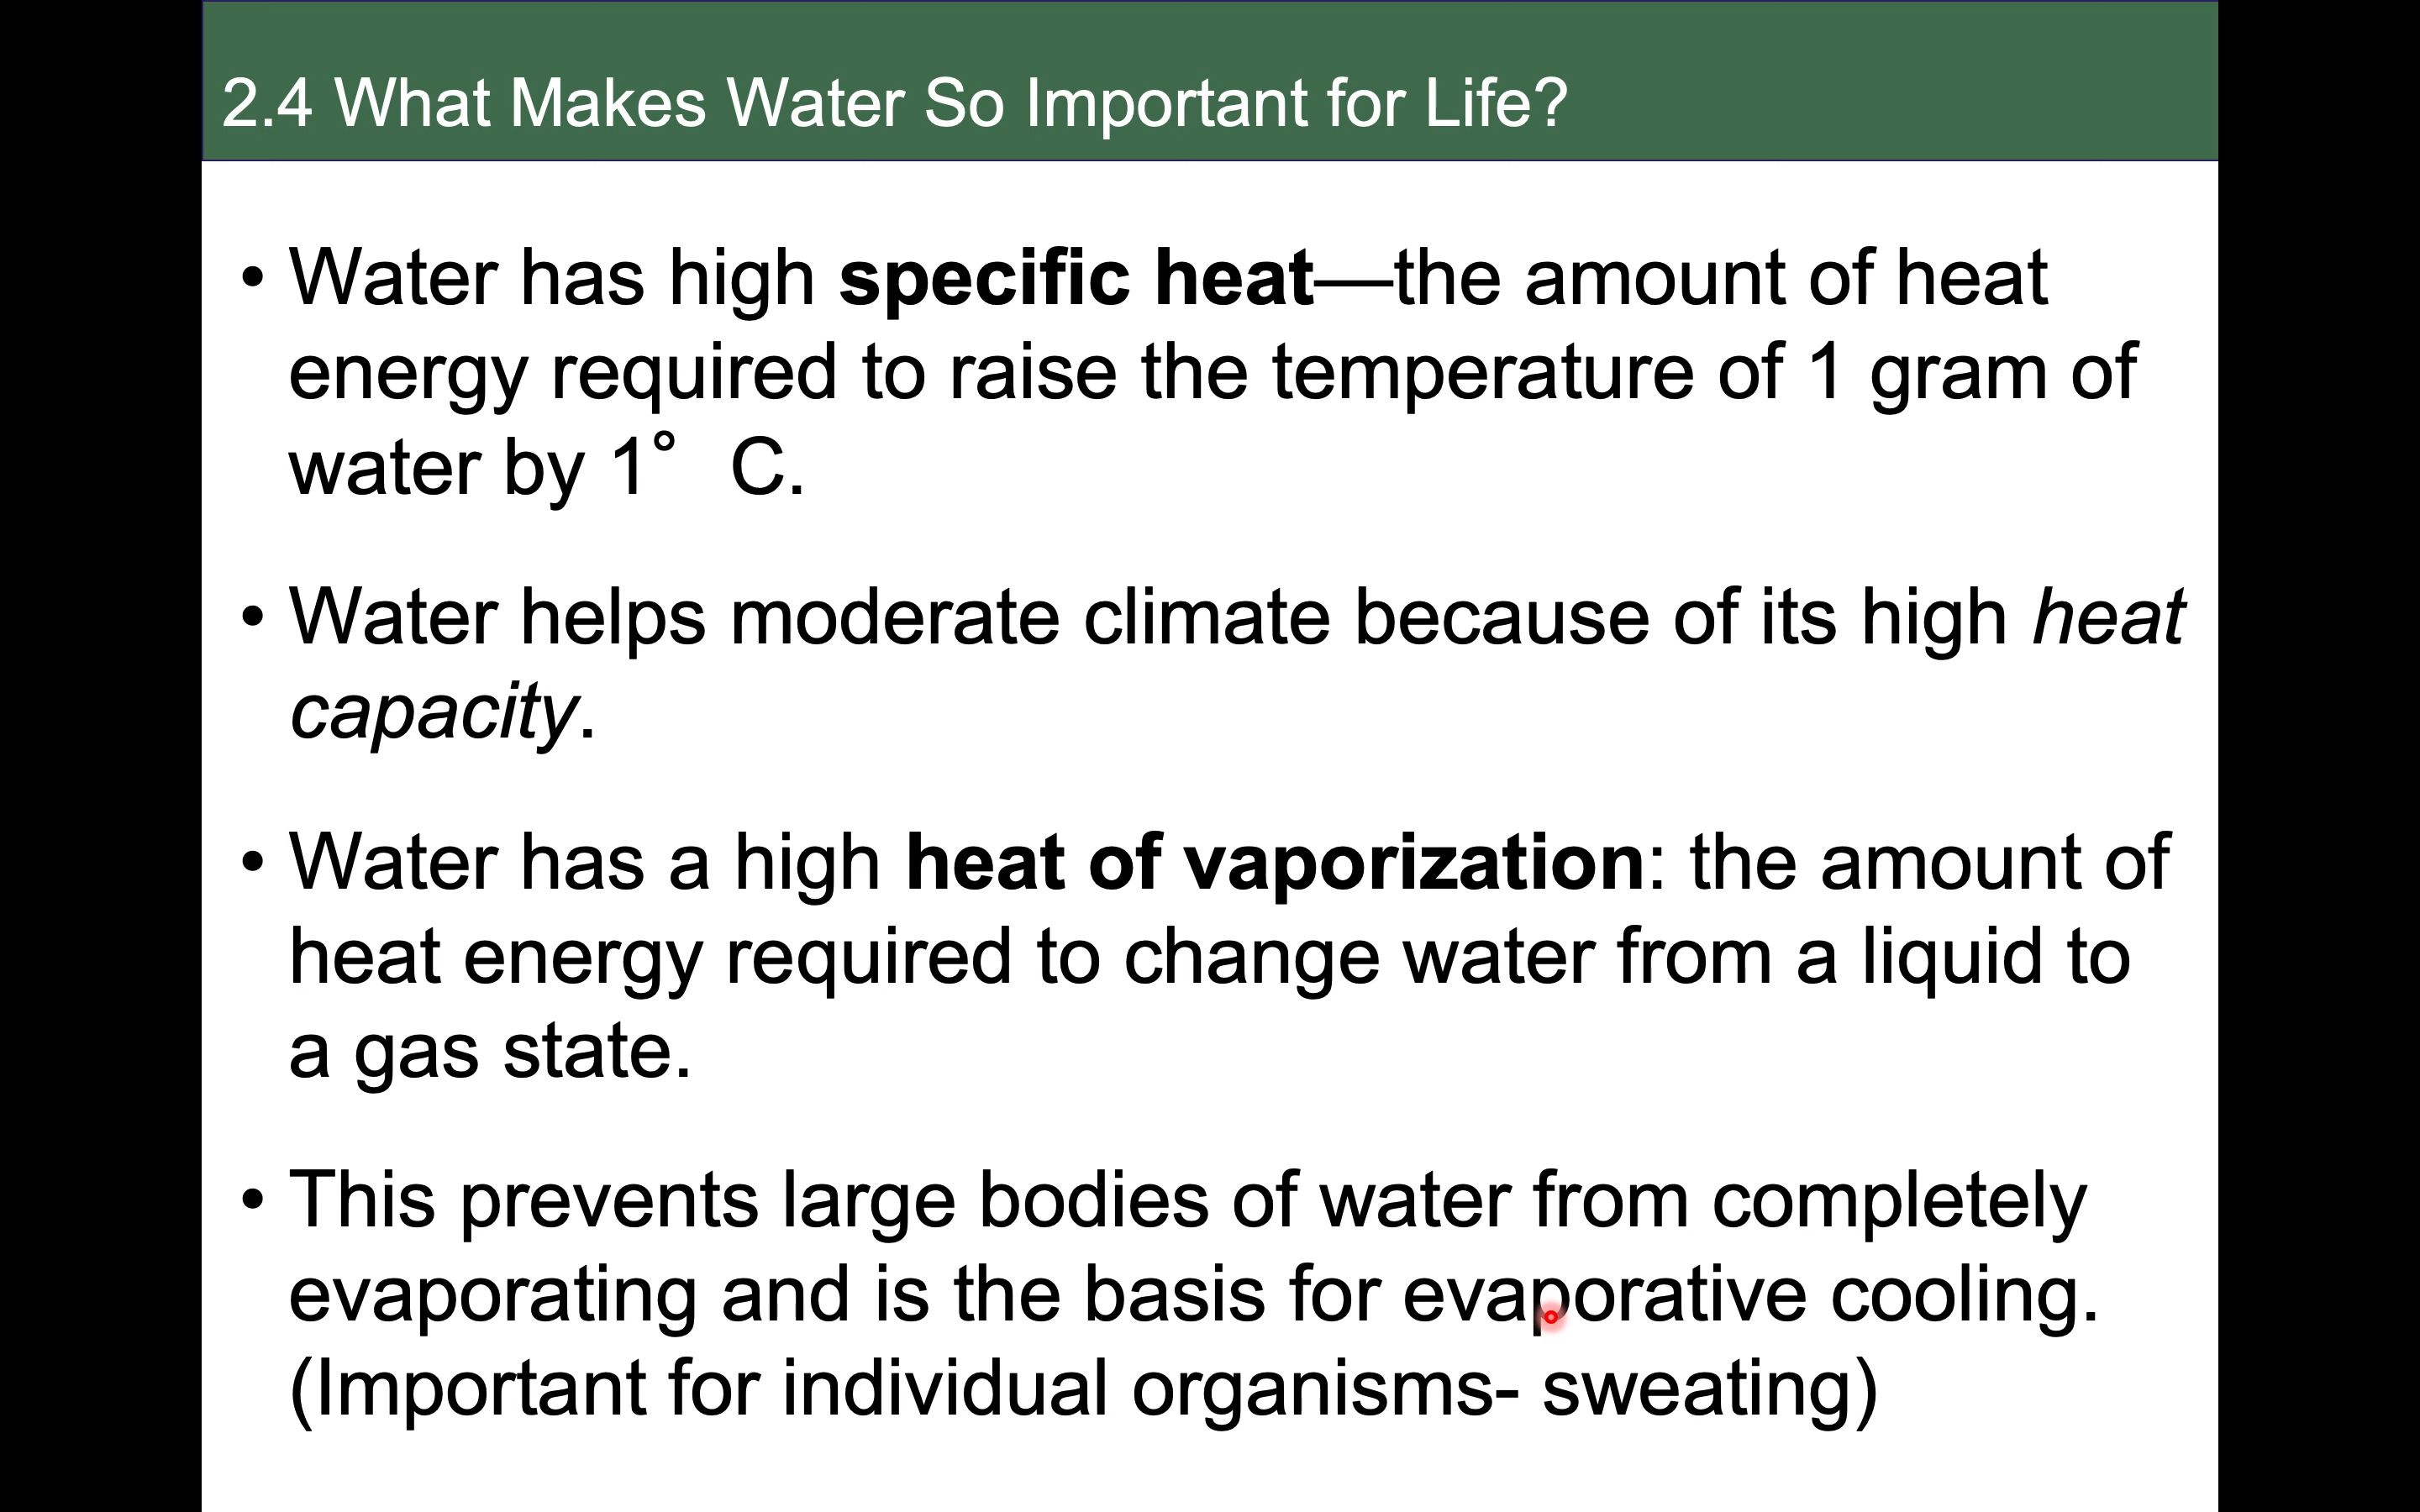 2.4 What Makes Water So Important for Life?
• Water has high specific heat—the amount of heat
energy required to raise the temperature of 1 gram of
water by 1° C.
• Water helps moderate climate because of its high heat
capacity.
• Water has a high heat of vaporization: the amount of
heat energy required to change water from a liquid to
a gas state.
• This prevents large bodies of water from completely
evaporating and is the basis for evaporative cooling.
(Important for individual organisms- sweating)